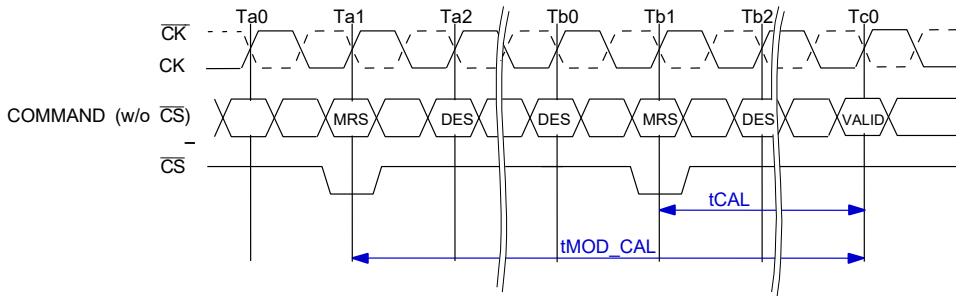 Ta0 Ta1 Ta2 Tb0 Tb1 Tb2 Tc0
CK
CK
COMMAND (w/o CS) MRS DES DES MRS DES VALID
CS
tCAL
tMOD_CAL